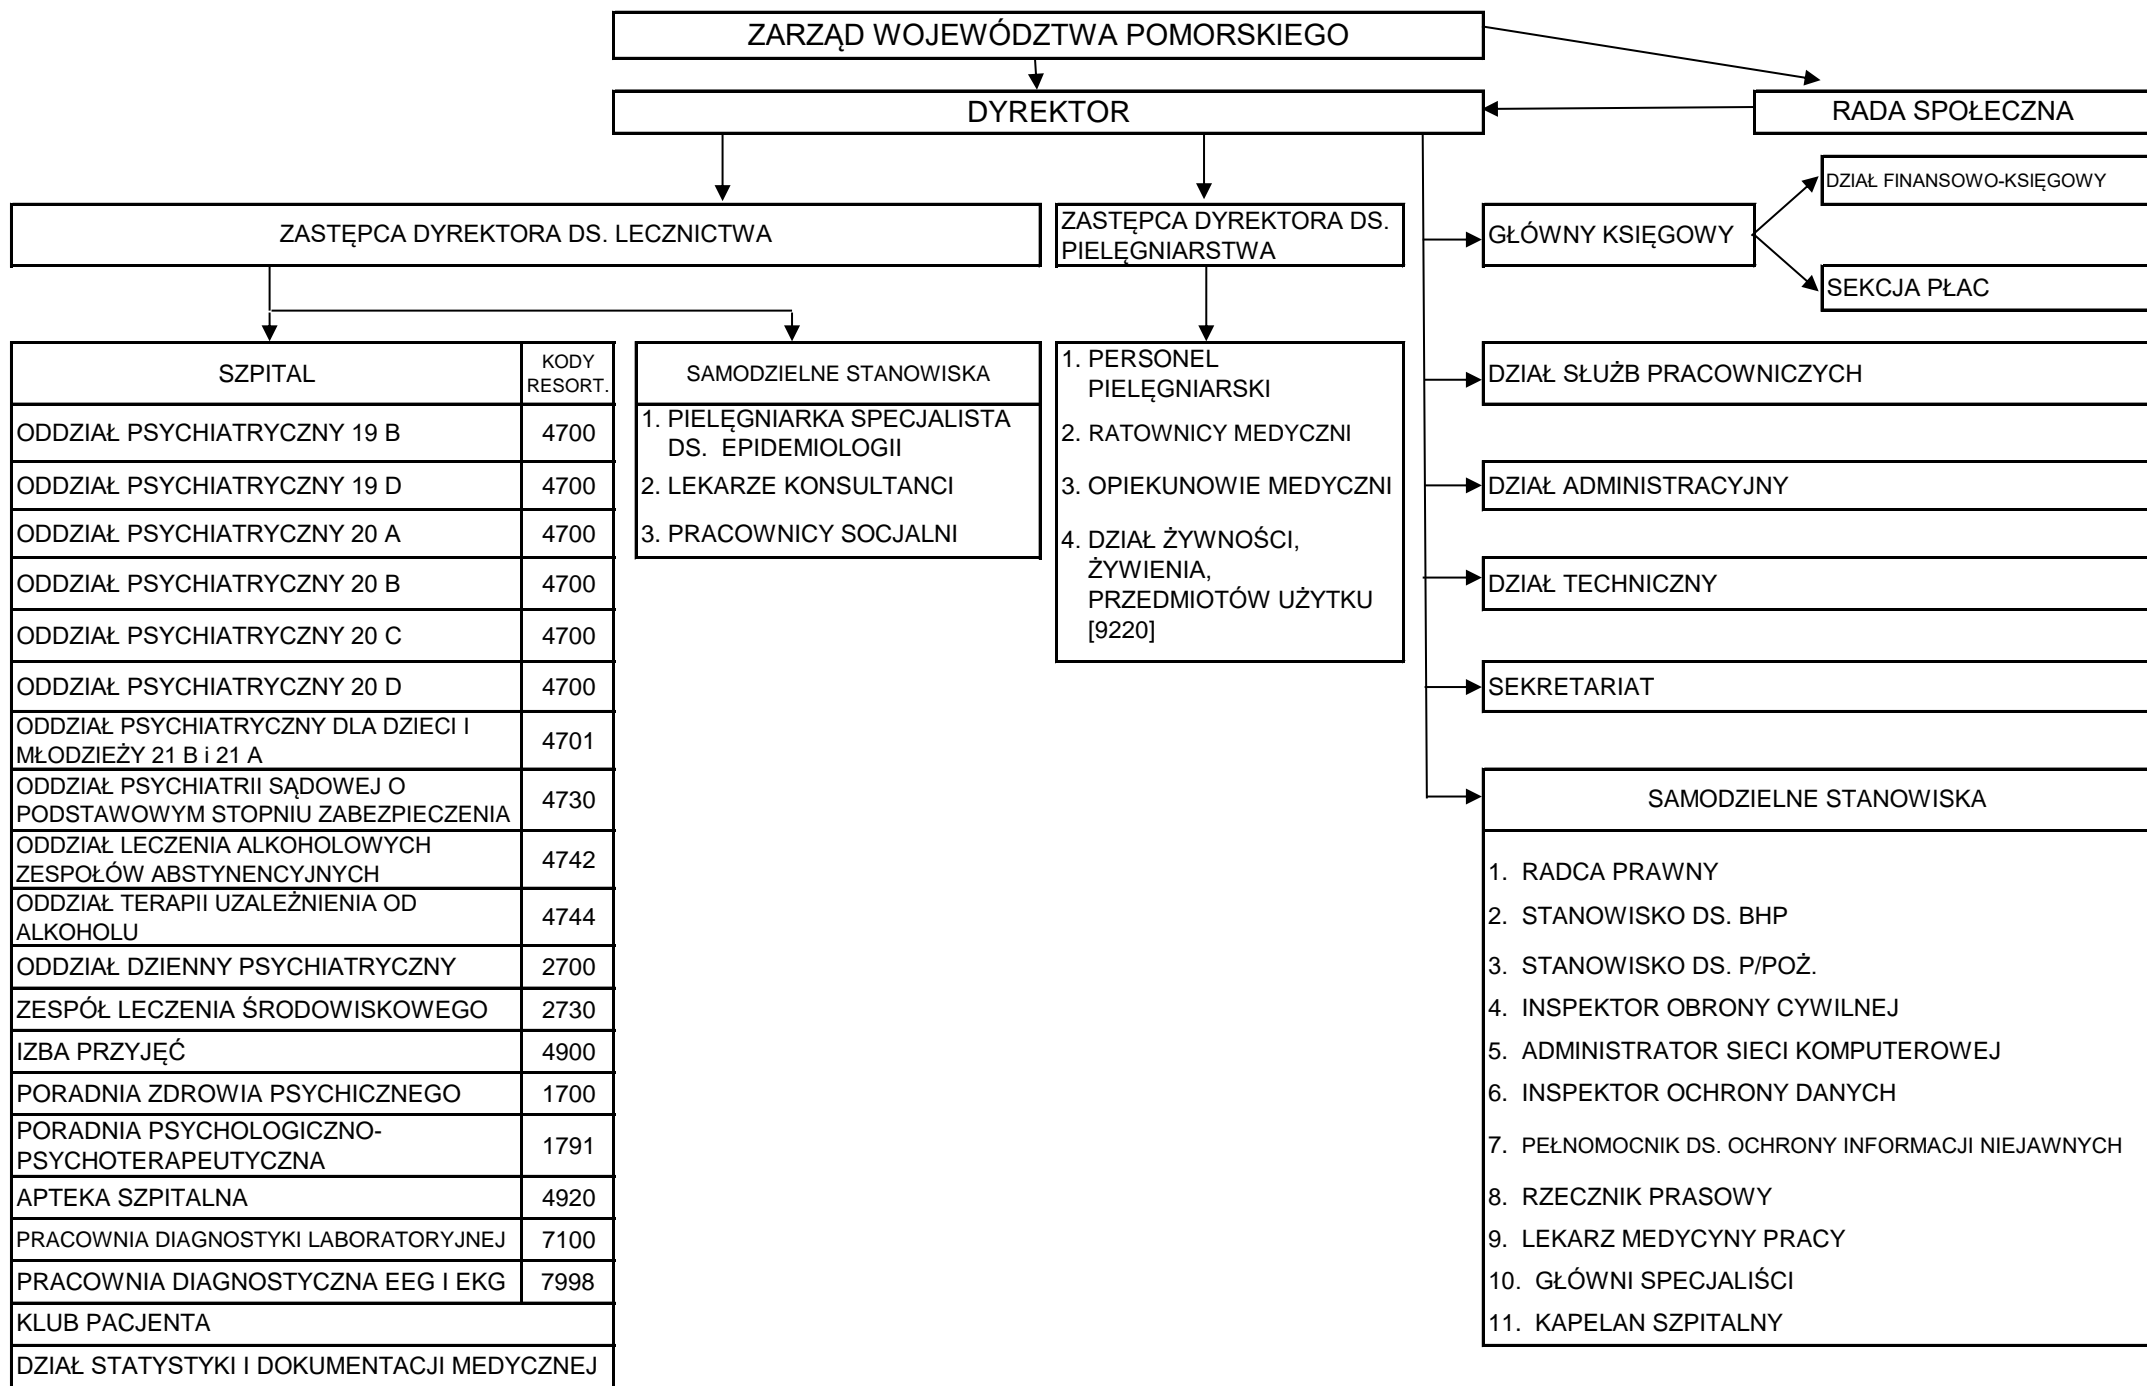 ZARZĄD WOJEWÓDZTWA POMORSKIEGO
DYREKTOR
RADA SPOŁECZNA
ZASTĘPCA DYREKTORA DS. LECZNICTWA
ZASTĘPCA DYREKTORA DS.
PIELĘGNIARSTWA
GŁÓWNY KSIĘGOWY
DZIAŁ FINANSOWO-KSIĘGOWY
SEKCJA PŁAC
SZPITAL
KODY
RESORT.
ODDZIAŁ PSYCHIATRYCZNY 19 B 4700
ODDZIAŁ PSYCHIATRYCZNY 19 D 4700
ODDZIAŁ PSYCHIATRYCZNY 20 A 4700
ODDZIAŁ PSYCHIATRYCZNY 20 B 4700
ODDZIAŁ PSYCHIATRYCZNY 20 C 4700
ODDZIAŁ PSYCHIATRYCZNY 20 D 4700
ODDZIAŁ PSYCHIATRYCZNY DLA DZIECI I
MŁODZIEŻY 21 B i 21 A 4701
ODDZIAŁ PSYCHIATRII SĄDOWEJ O
PODSTAWOWYM STOPNIU ZABEZPIECZENIA 4730
ODDZIAŁ LECZENIA ALKOHOLOWYCH
ZESPOŁÓW ABSTYNENCYJNYCH 4742
ODDZIAŁ TERAPII UZALEŻNIENIA OD
ALKOHOLU 4744
ODDZIAŁ DZIENNY PSYCHIATRYCZNY 2700
ZESPÓŁ LECZENIA ŚRODOWISKOWEGO 2730
IZBA PRZYJĘĆ 4900
PORADNIA ZDROWIA PSYCHICZNEGO 1700
PORADNIA PSYCHOLOGICZNO-
PSYCHOTERAPEUTYCZNA 1791
APTEKA SZPITALNA 4920
PRACOWNIA DIAGNOSTYKI LABORATORYJNEJ 7100
PRACOWNIA DIAGNOSTYCZNA EEG I EKG 7998
KLUB PACJENTA
DZIAŁ STATYSTYKI I DOKUMENTACJI MEDYCZNEJ
SAMODZIELNE STANOWISKA
1. PIELĘGNIARKA SPECJALISTA
DS. EPIDEMIOLOGII
2. LEKARZE KONSULTANCI
3. PRACOWNICY SOCJALNI
1. PERSONEL
PIELĘGNIARSKI
2. RATOWNICY MEDYCZNI
3. OPIEKUNOWIE MEDYCZNI
4. DZIAŁ ŻYWNOŚCI,
ŻYWIENIA,
PRZEDMIOTÓW UŻYTKU
[9220]
DZIAŁ SŁUŻB PRACOWNICZYCH
DZIAŁ ADMINISTRACYJNY
DZIAŁ TECHNICZNY
SEKRETARIAT
SAMODZIELNE STANOWISKA
1. RADCA PRAWNY
2. STANOWISKO DS. BHP
3. STANOWISKO DS. P/POŻ.
4. INSPEKTOR OBRONY CYWILNEJ
5. ADMINISTRATOR SIECI KOMPUTEROWEJ
6. INSPEKTOR OCHRONY DANYCH
7. PEŁNOMOCNIK DS. OCHRONY INFORMACJI NIEJAWNYCH
8. RZECZNIK PRASOWY
9. LEKARZ MEDYCYNY PRACY
10. GŁÓWNI SPECJALIŚCI
11. KAPELAN SZPITALNY